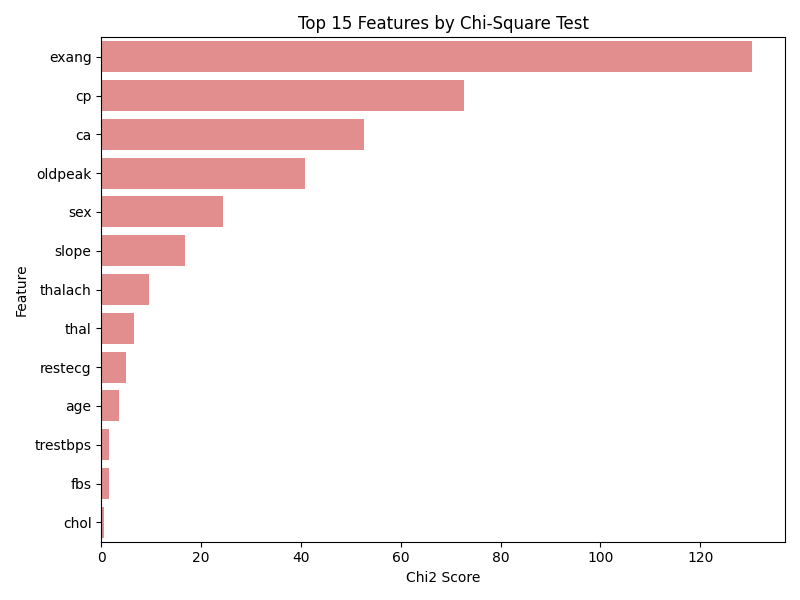 Top 15 Features by Chi-Square Test
Feature
exang
cp
ca
oldpeak
sex
slope
thalach
thal
restecg
age
trestbps
fbs
chol
0 20 40 60 80 100 120
Chi2 Score